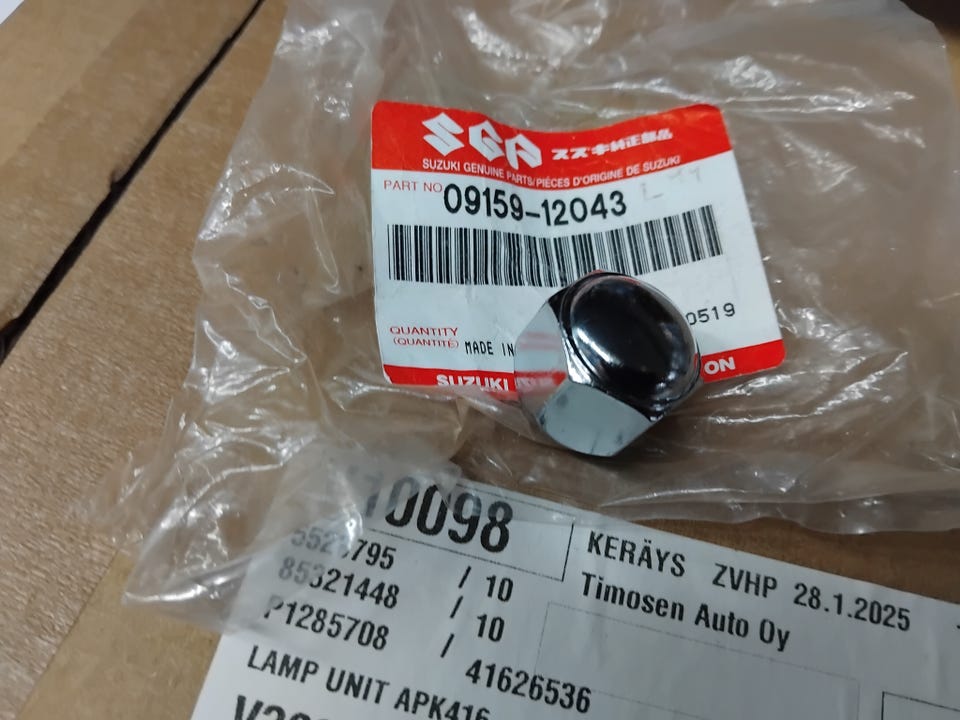 SGP スズキ純正部品
SUZUKI GENUINE PARTS/PIÈCES D'ORIGINE DE SUZUKI
PART NO 09159-12043
0519
QUANTITY
(QUANTITÉ) MADE IN
SUZUKI ON
10098
795 / 10
85321448 / 10
P1285708 / 41626536
LAMP UNIT APK416
KERÄYS ZVHP 28.1.2025
Timosen Auto Oy